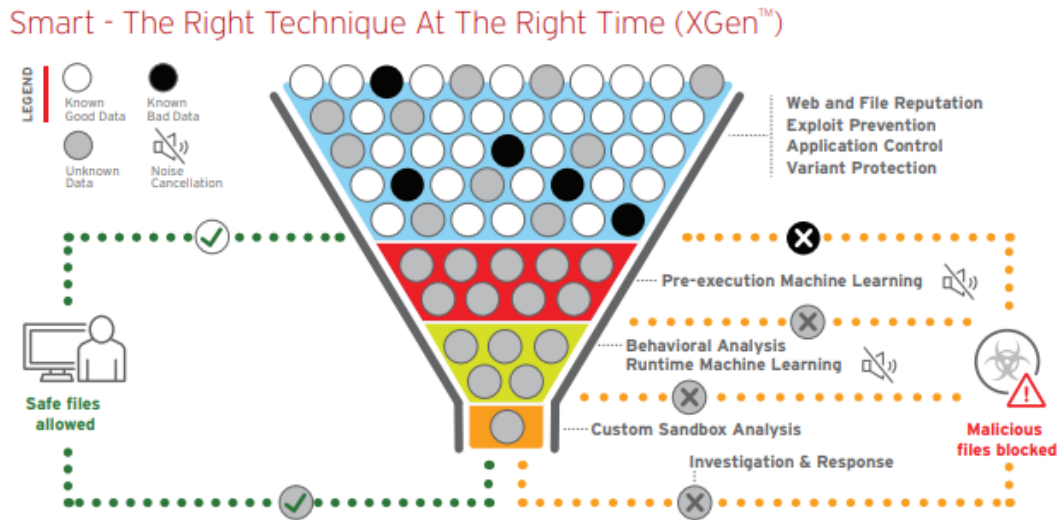 Smart - The Right Technique At The Right Time (XGen™)
LEGEND
Known
Good Data
Known
Bad Data
Unknown
Data
Noise
Cancellation
Web and File Reputation
Exploit Prevention
Application Control
Variant Protection
Pre-execution Machine Learning
Behavioral Analysis
Runtime Machine Learning
Safe files
allowed
Custom Sandbox Analysis
Malicious
files blocked
Investigation & Response